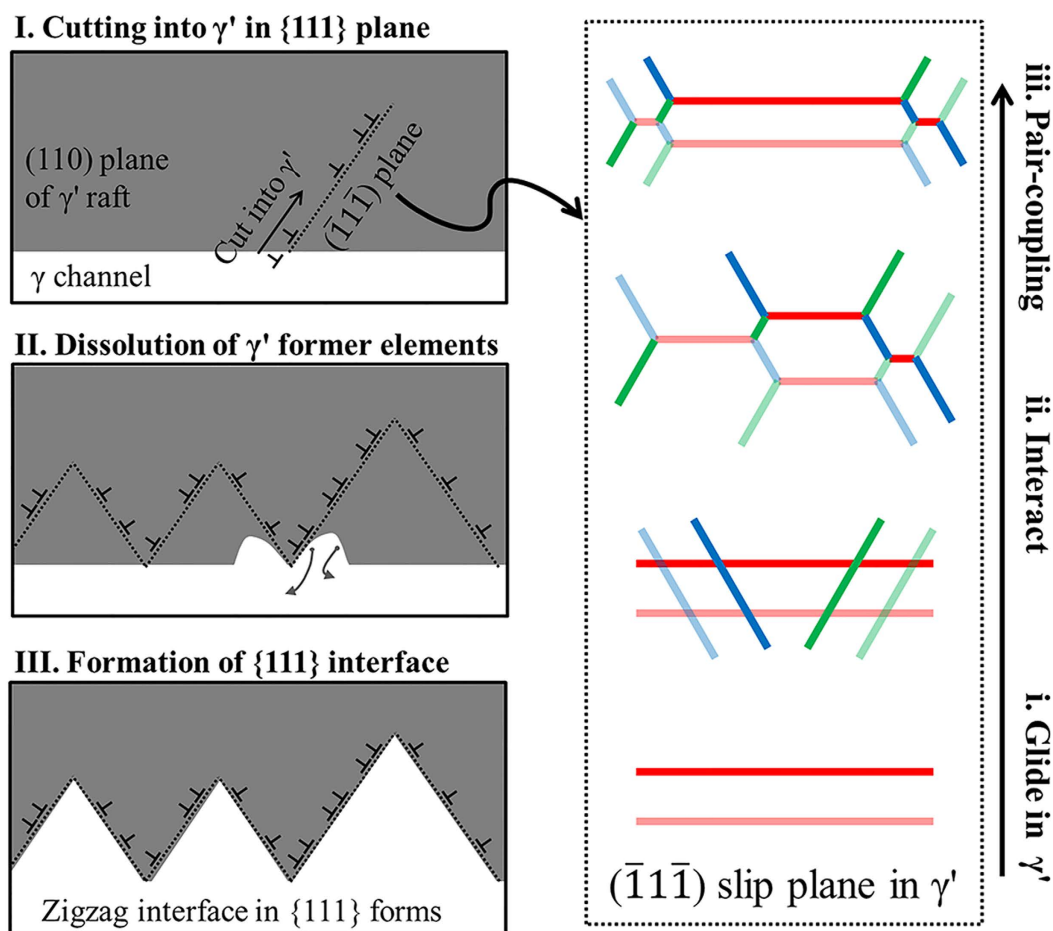 I. Cutting into γ' in {111} plane
(110) plane
of γ' raft
Cut into γ'
(1̄11̄) plane
γ channel
II. Dissolution of γ' former elements
III. Formation of {111} interface
Zigzag interface in {111} forms
iii. Pair-coupling
ii. Interact
i. Glide in γ'
(1̄11̄) slip plane in γ'